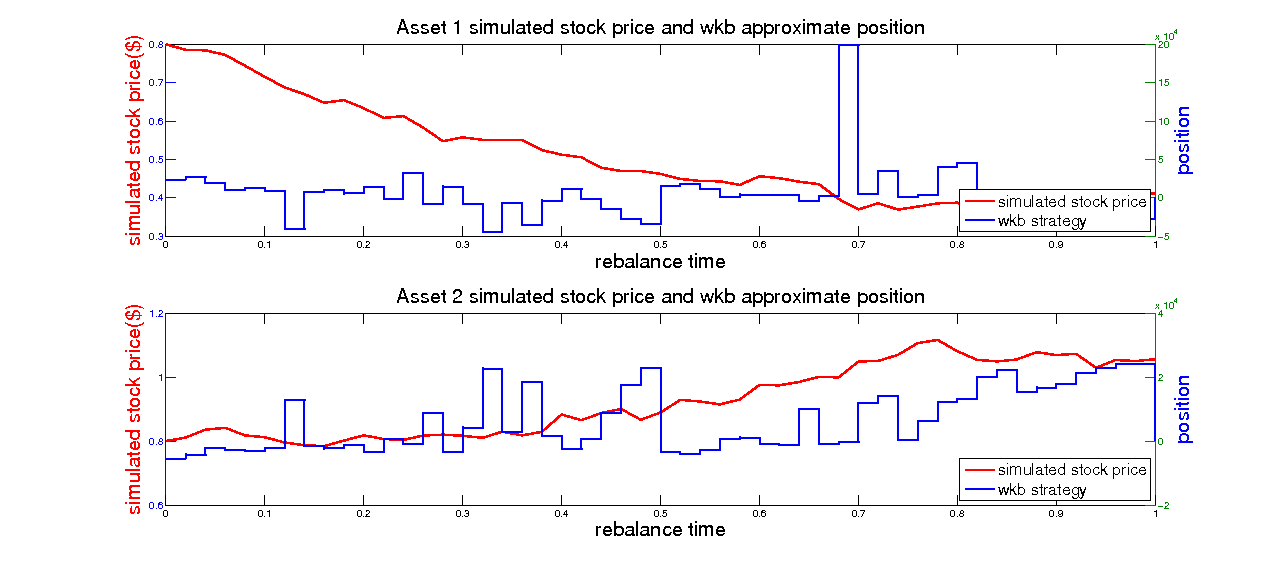 Asset 1 simulated stock price and wkb approximate position
x 10^4
simulated stock price($)
0.8
0.7
0.6
0.5
0.4
0.3
20
15
10
5
0
-5
position
simulated stock price
wkb strategy
0 0.1 0.2 0.3 0.4 0.5 0.6 0.7 0.8 1
rebalance time
Asset 2 simulated stock price and wkb approximate position
x 10^4
simulated stock price($)
1.2
1
0.8
0.6
4
2
0
-2
position
simulated stock price
wkb strategy
0 0.1 0.2 0.3 0.4 0.5 0.6 0.7 0.8 1
rebalance time